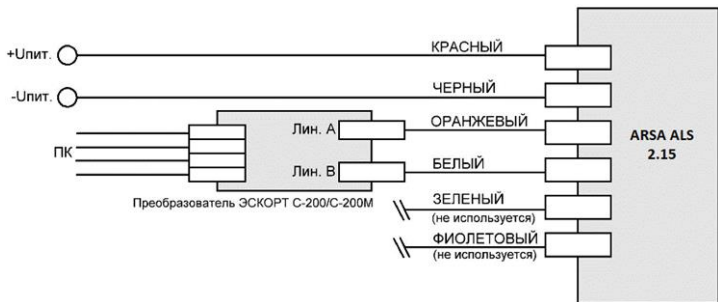 КРАСНЫЙ
+Uпит.
ЧЕРНЫЙ
-Uпит.
ОРАНЖЕВЫЙ
Лин. А
ARSA ALS
2.15
ПК
БЕЛЫЙ
Лин. В
ЗЕЛЕНЫЙ
Преобразователь ЭСКОРТ С-200/С-200М
(не используется)
ФИОЛЕТОВЫЙ
(не используется)